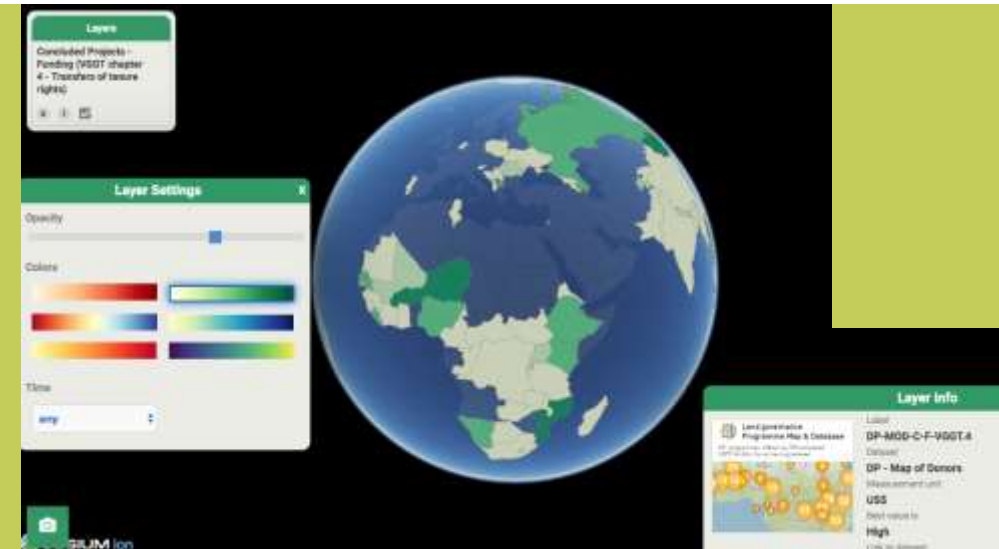 Layers
Concluded Projects -
Funding (VGGT chapter
4 - Transfers of tenure
rights)
Layer Settings
X
Opacity
Colors
Time
any
Layer Info
Label
DP-MOD-C-F-VGGT.4
Dataset
DP - Map of Donors
Measurement unit
US$
Best value is
High
Land governance
Programme Map & Database
SIUM ion